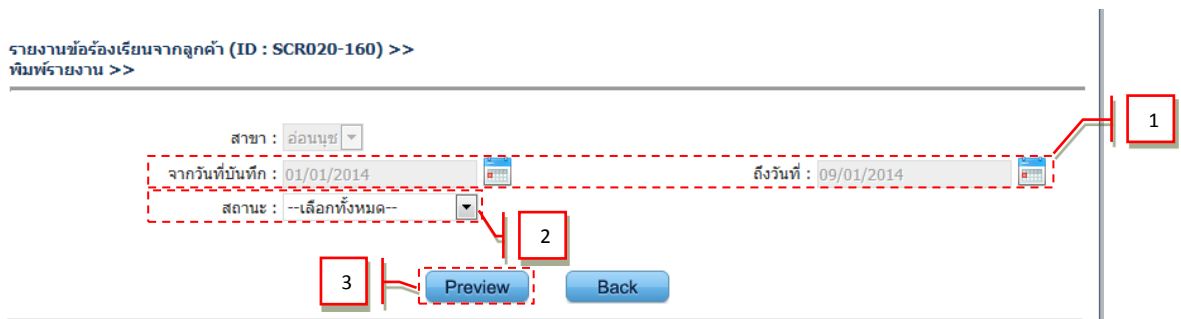 รายงานข้อร้องเรียนจากลูกค้า (ID : SCR020-160) >>
พิมพ์รายงาน >>
1
สาขา : อ่อนนุช
จากวันที่บันทึก : 01/01/2014 ถึงวันที่ : 09/01/2014
สถานะ : --เลือกทั้งหมด--
2
3
Preview Back